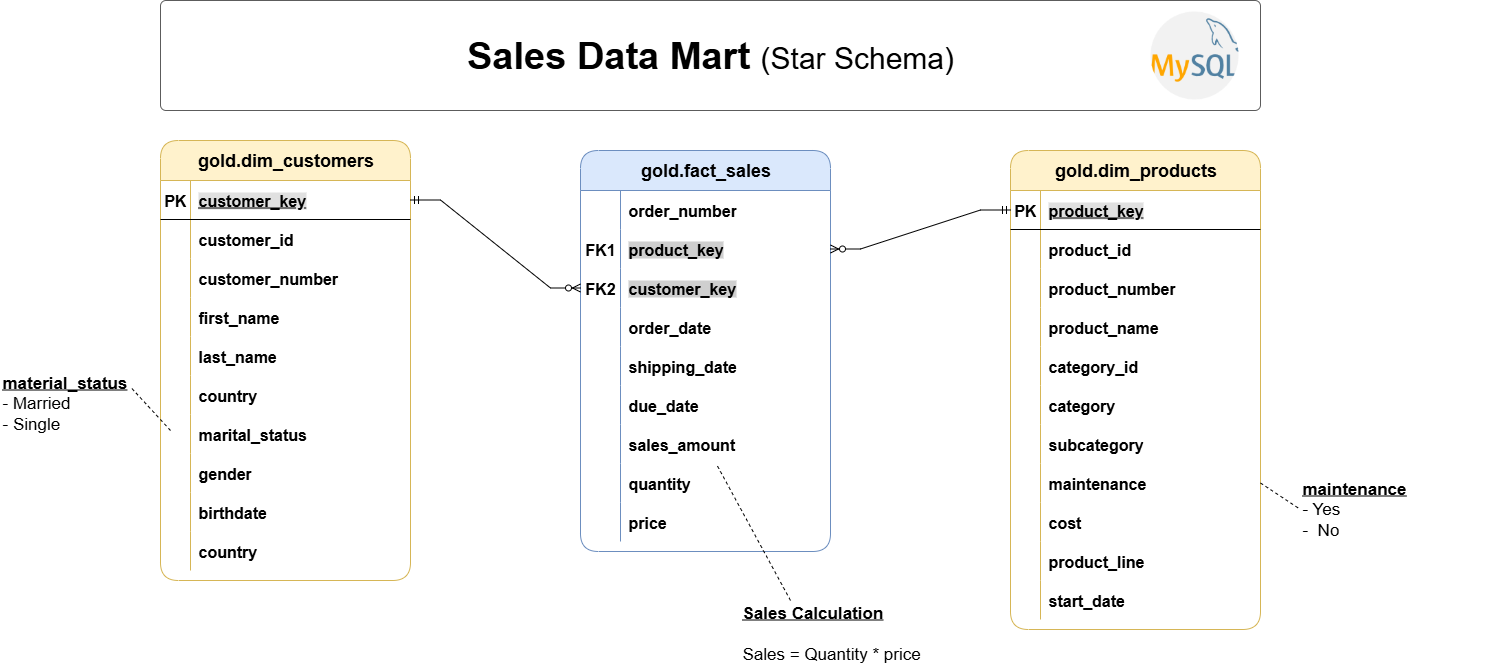 Sales Data Mart (Star Schema)
MySQL
gold.dim_customers
PK customer_key
customer_id
customer_number
first_name
last_name
country
marital_status
gender
birthdate
country
material_status
- Married
- Single
gold.fact_sales
order_number
FK1 product_key
FK2 customer_key
order_date
shipping_date
due_date
sales_amount
quantity
price
Sales Calculation
Sales = Quantity * price
gold.dim_products
PK product_key
product_id
product_number
product_name
category_id
category
subcategory
maintenance
cost
product_line
start_date
maintenance
- Yes
- No